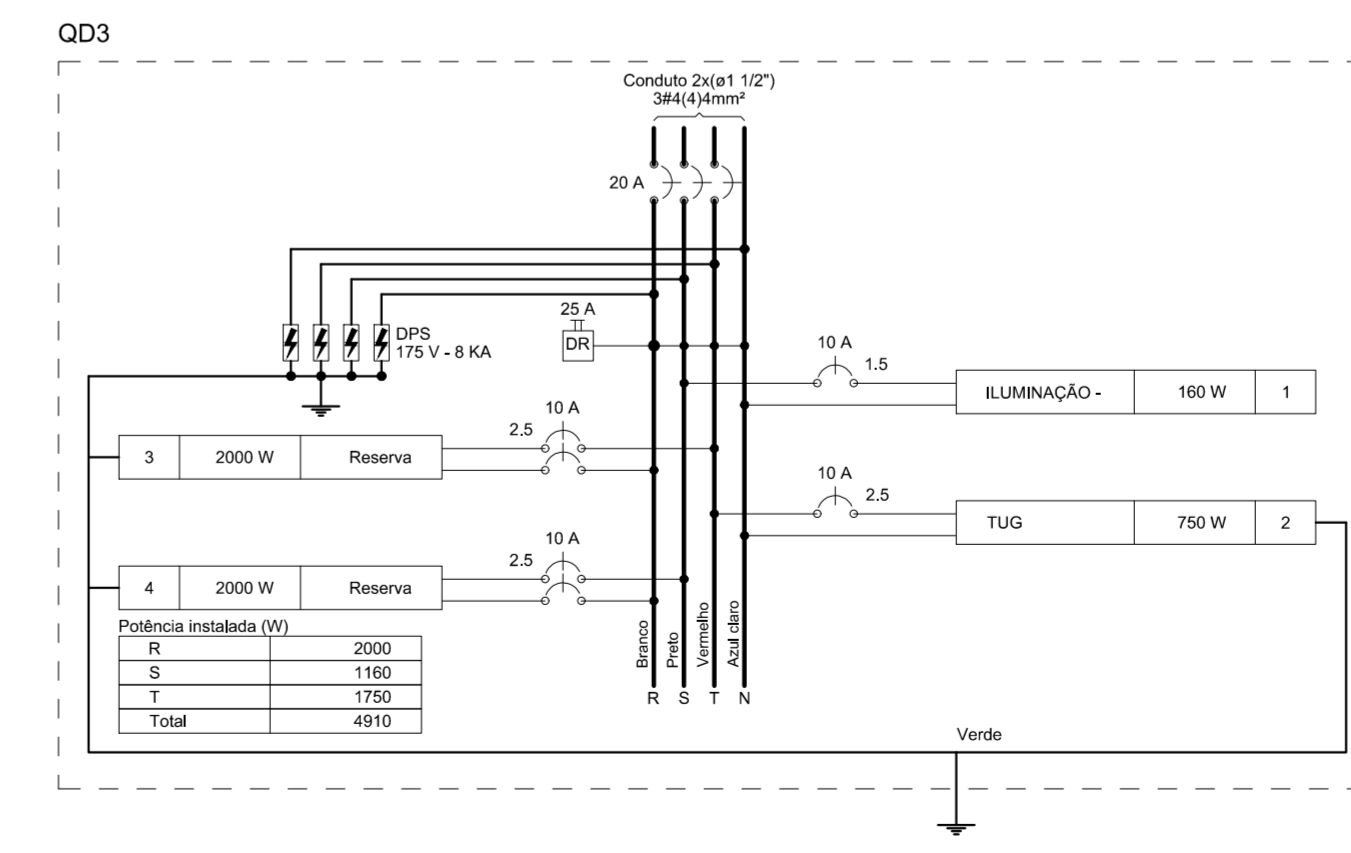 QD3
Conduto 2x(ø1 1/2")
3#4(4)4mm²
20 A
DPS
175 V - 8 KA
25 A
DR
10 A
1.5
ILUMINAÇÃO - 160 W 1
10 A
2.5
3 2000 W Reserva
10 A
2.5
TUG 750 W 2
10 A
2.5
4 2000 W Reserva
Potência instalada (W)
R 2000
S 1160
T 1750
Total 4910
Branco
Preto
Vermelho
Azul claro
R S T N
Verde